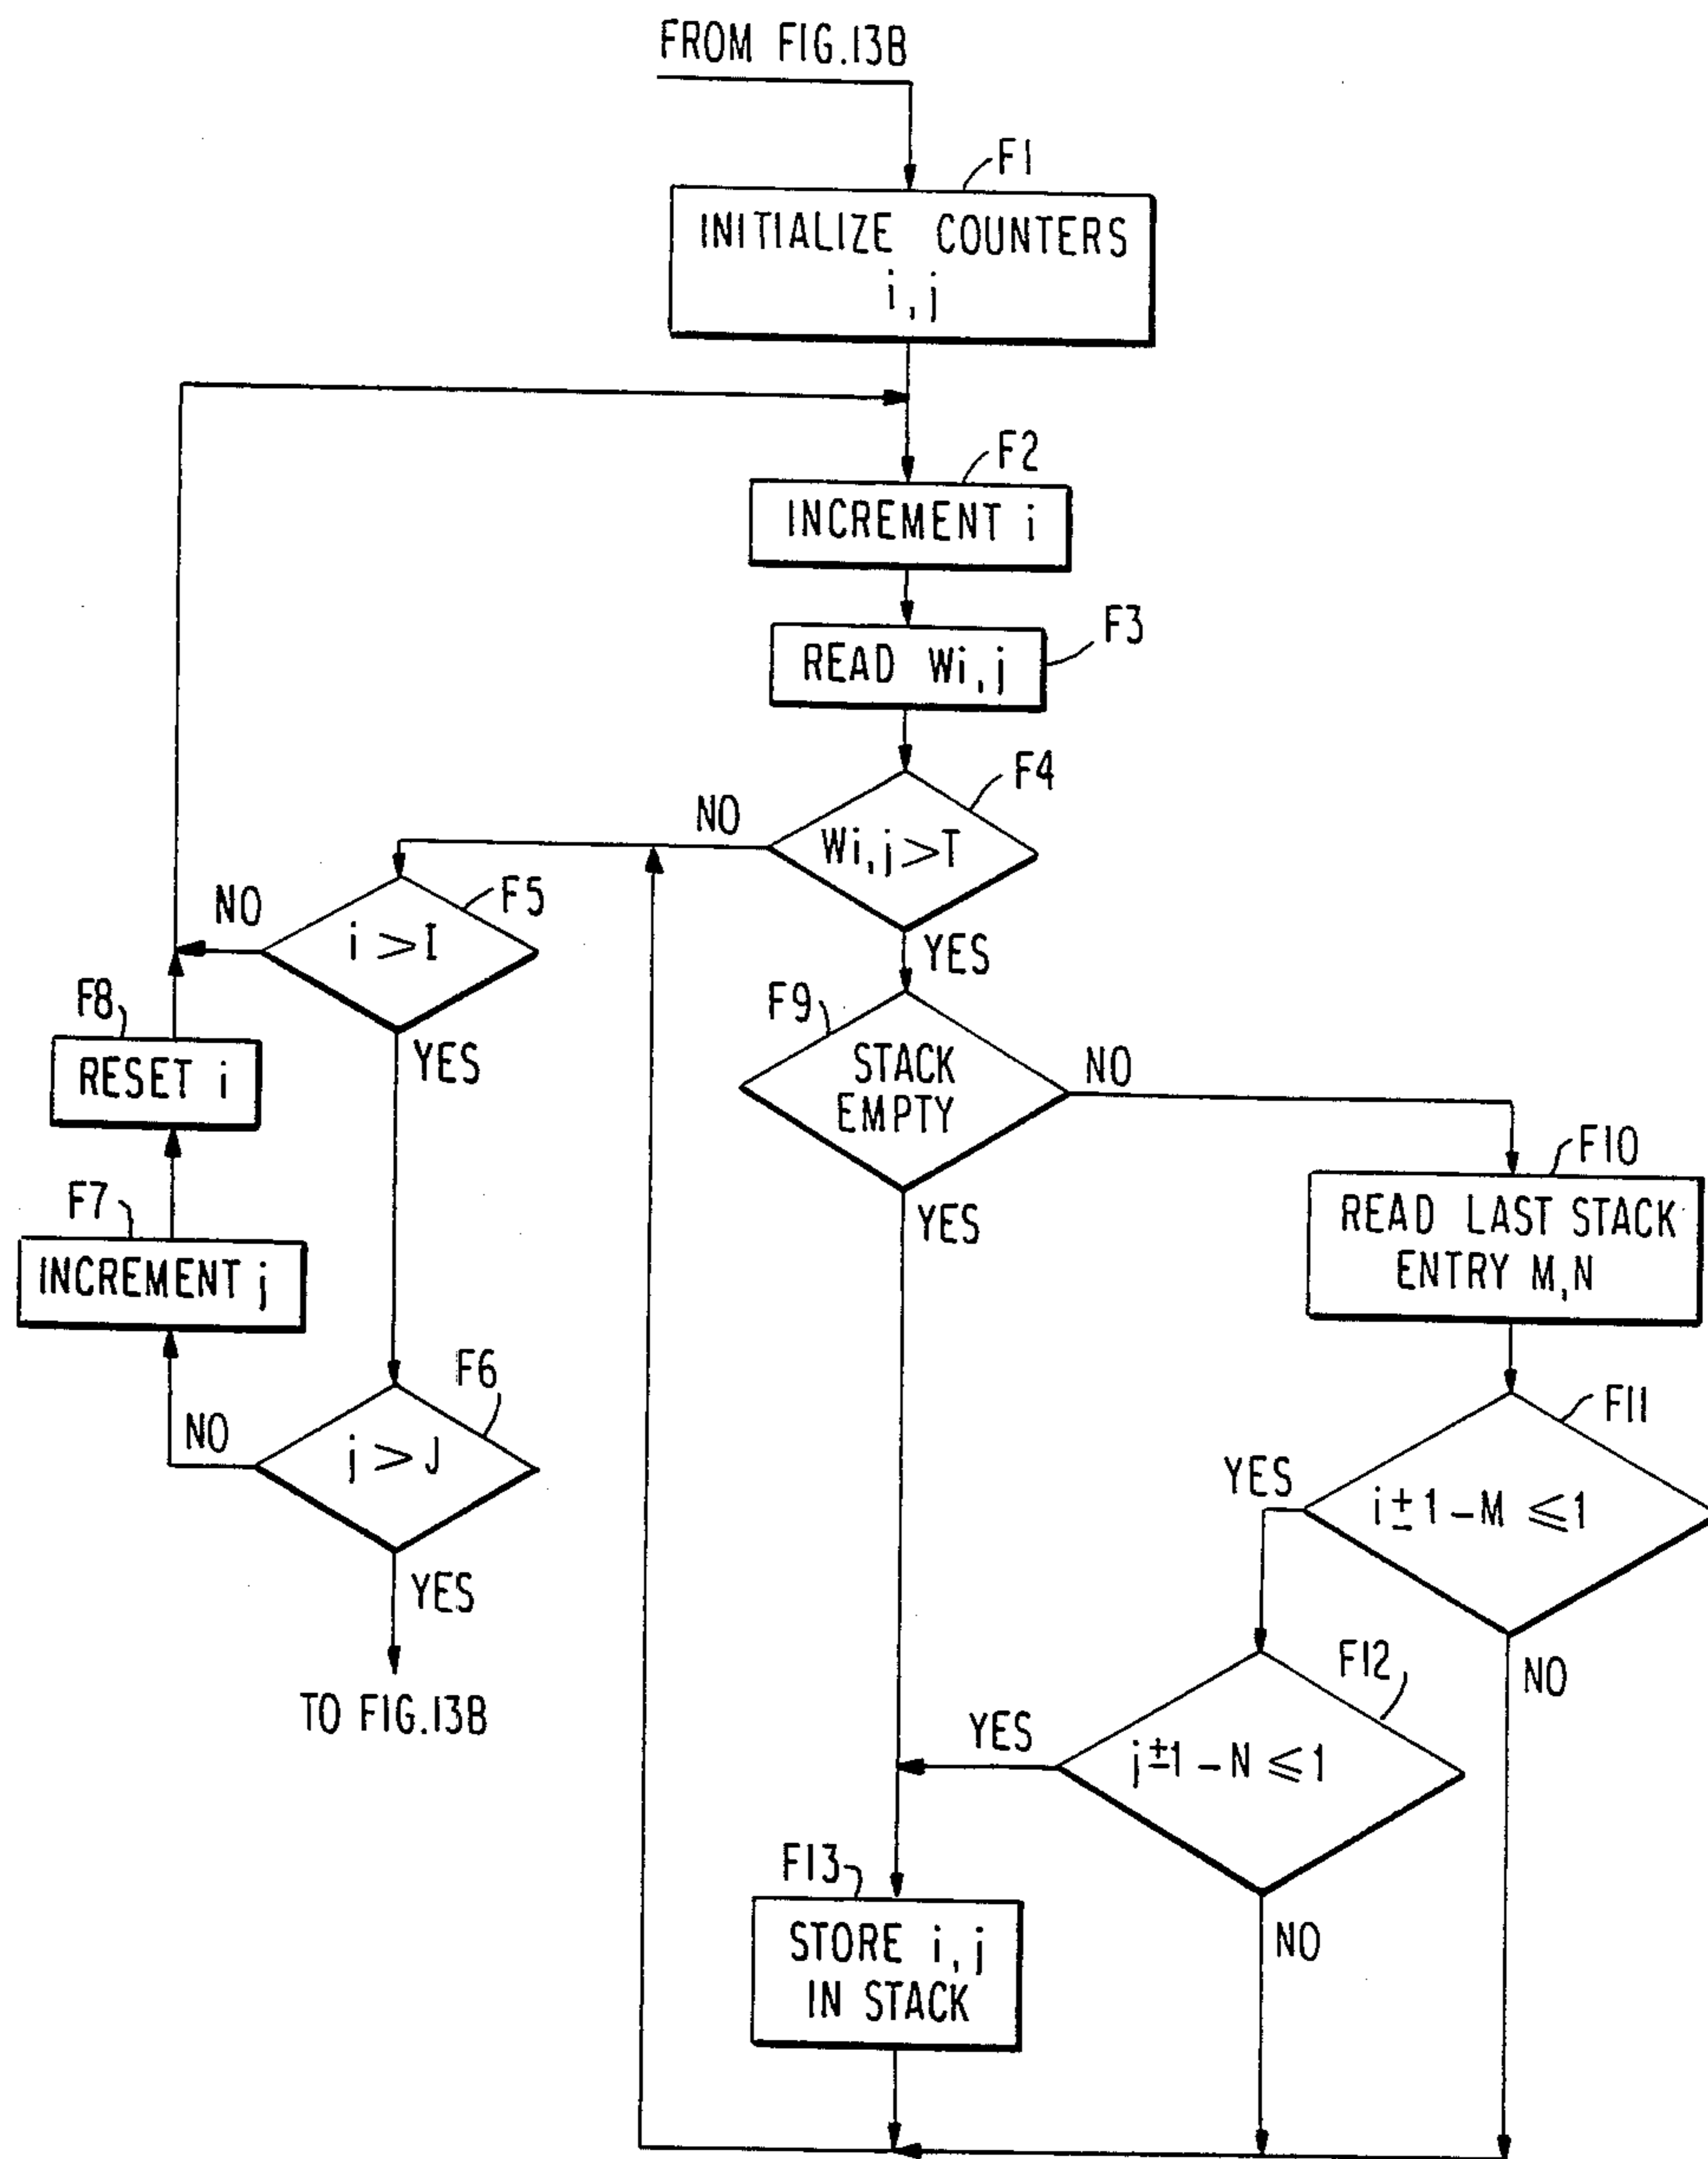 FROM FIG.13B
F1
INITIALIZE COUNTERS
i,j
F2
INCREMENT i
F3
READ Wi,j
F4
Wi,j>T
NO
YES
F5
i>I
NO
YES
F8
RESET i
F7
INCREMENT j
F6
j>J
NO
YES
TO FIG.13B
F9
STACK
EMPTY
NO
YES
F10
READ LAST STACK
ENTRY M,N
F11
i±1-M≤1
YES
NO
F12
j±1-N≤1
YES
NO
F13
STORE i,j
IN STACK